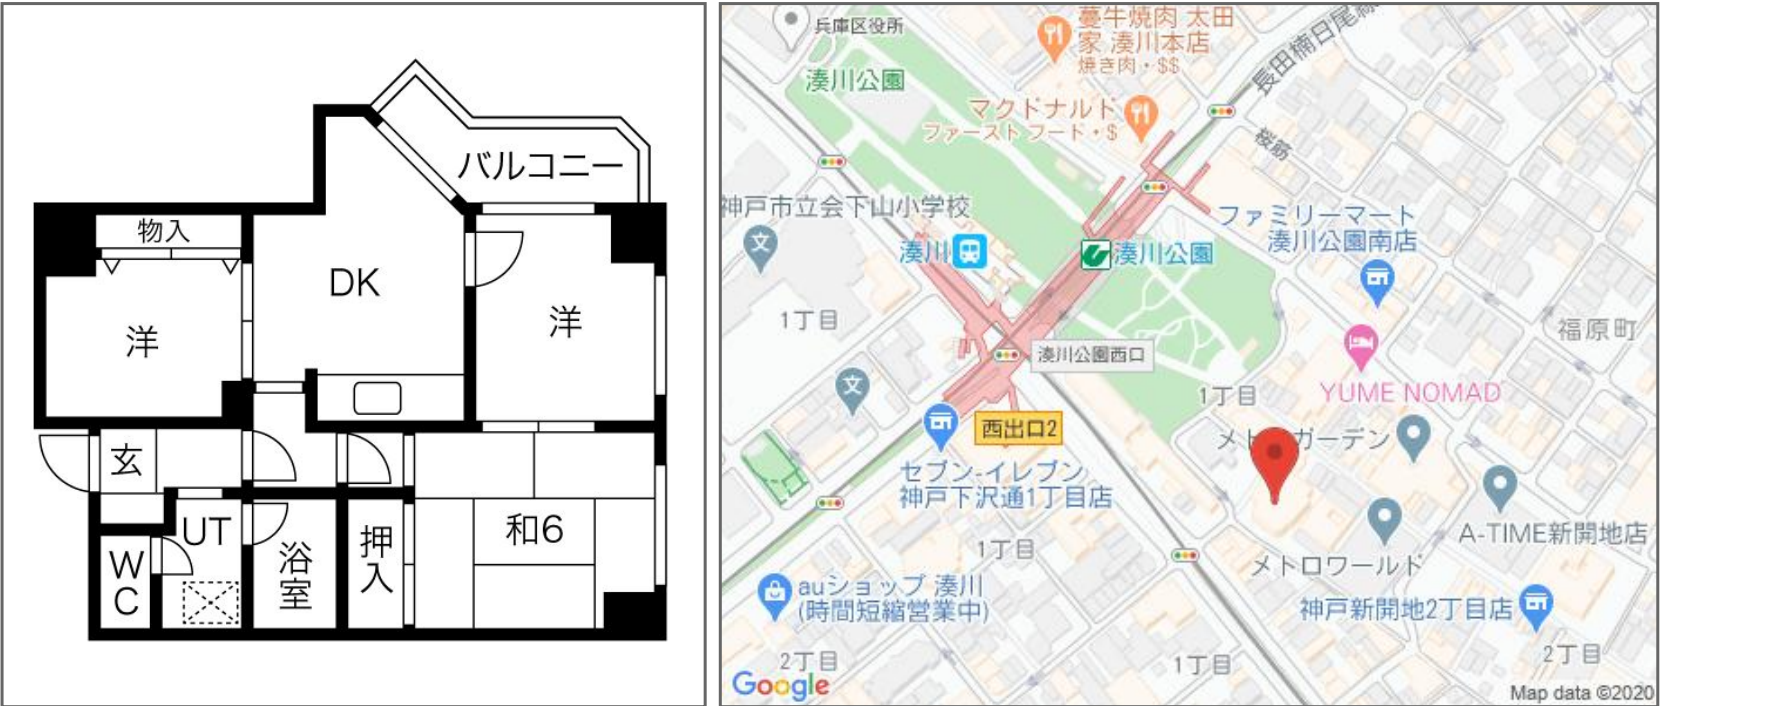 バルコニー
物入
DK
洋
洋
玄
UT
浴
室
押
入
和6
W
C
兵庫区役所
湊川公園
蔓牛焼肉 太田
家 湊川本店
焼き肉・$$
マクドナルド
ファーストフード・$
長田楠日尾線
桜筋
神戸市立会下山小学校
湊川
湊川公園
ファミリーマート
湊川公園南店
1丁目
湊川公園西口
福原町
1丁目
YUME NOMAD
西出口2
メトロガーデン
セブン-イレブン
神戸下沢通1丁目店
A-TIME新開地店
1丁目
メトロワールド
auショップ 湊川
(時間短縮営業中)
神戸新開地2丁目店
2丁目
1丁目
2丁目
Google
Map data ©2020